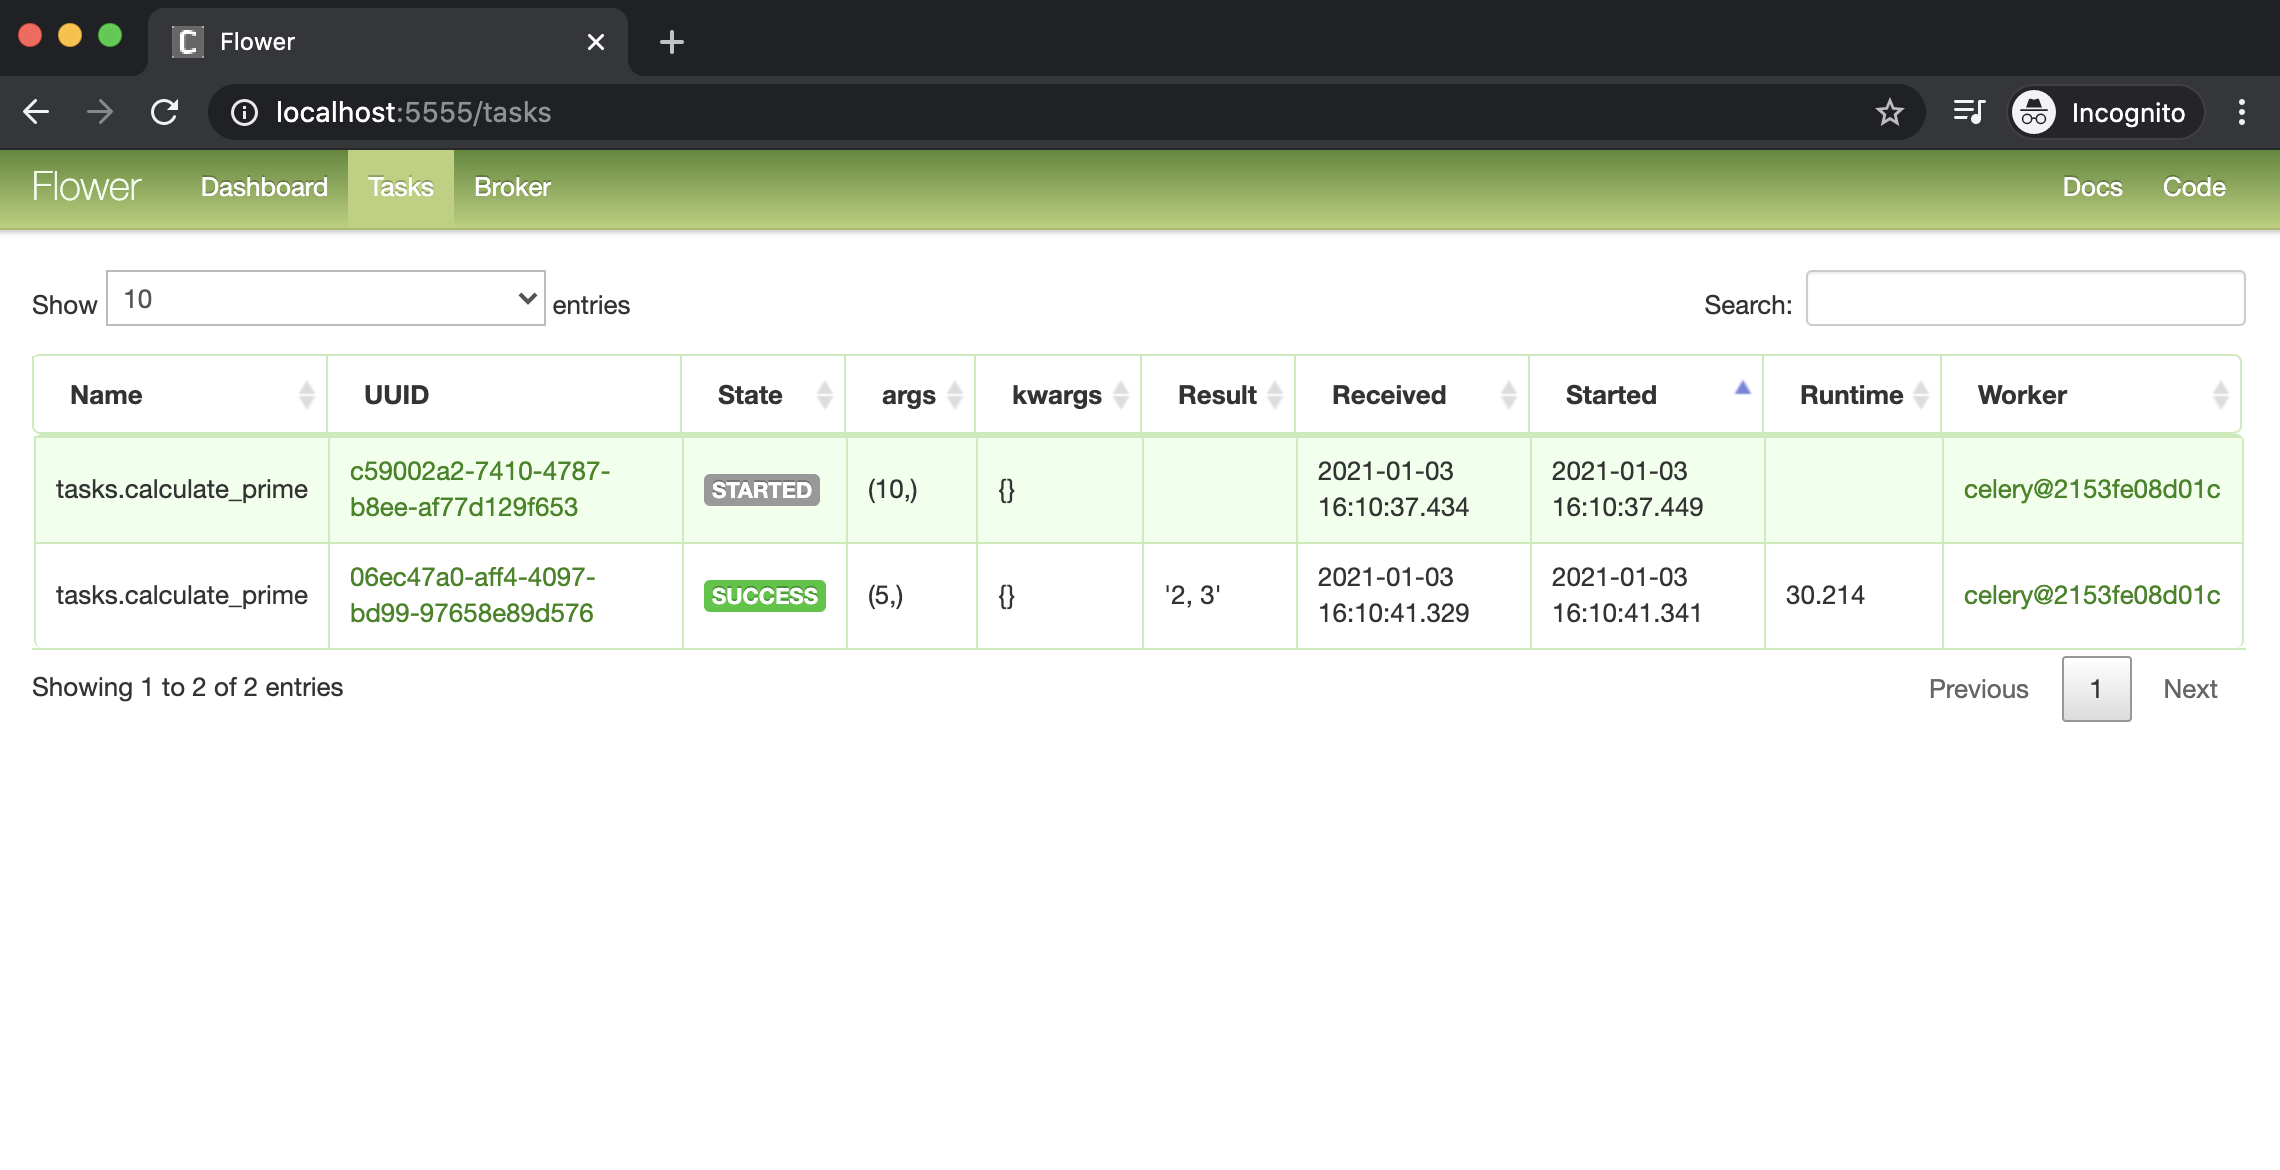 Flower
localhost:5555/tasks
Incognito
Flower Dashboard Tasks Broker Docs Code
Show 10 entries Search:
Name UUID State args kwargs Result Received Started Runtime Worker
tasks.calculate_prime c59002a2-7410-4787-b8ee-af77d129f653 STARTED (10,) {} 2021-01-03 16:10:37.434 2021-01-03 16:10:37.449 celery@2153fe08d01c
tasks.calculate_prime 06ec47a0-aff4-4097-bd99-97658e89d576 SUCCESS (5,) {} '2, 3' 2021-01-03 16:10:41.329 2021-01-03 16:10:41.341 30.214 celery@2153fe08d01c
Showing 1 to 2 of 2 entries Previous 1 Next